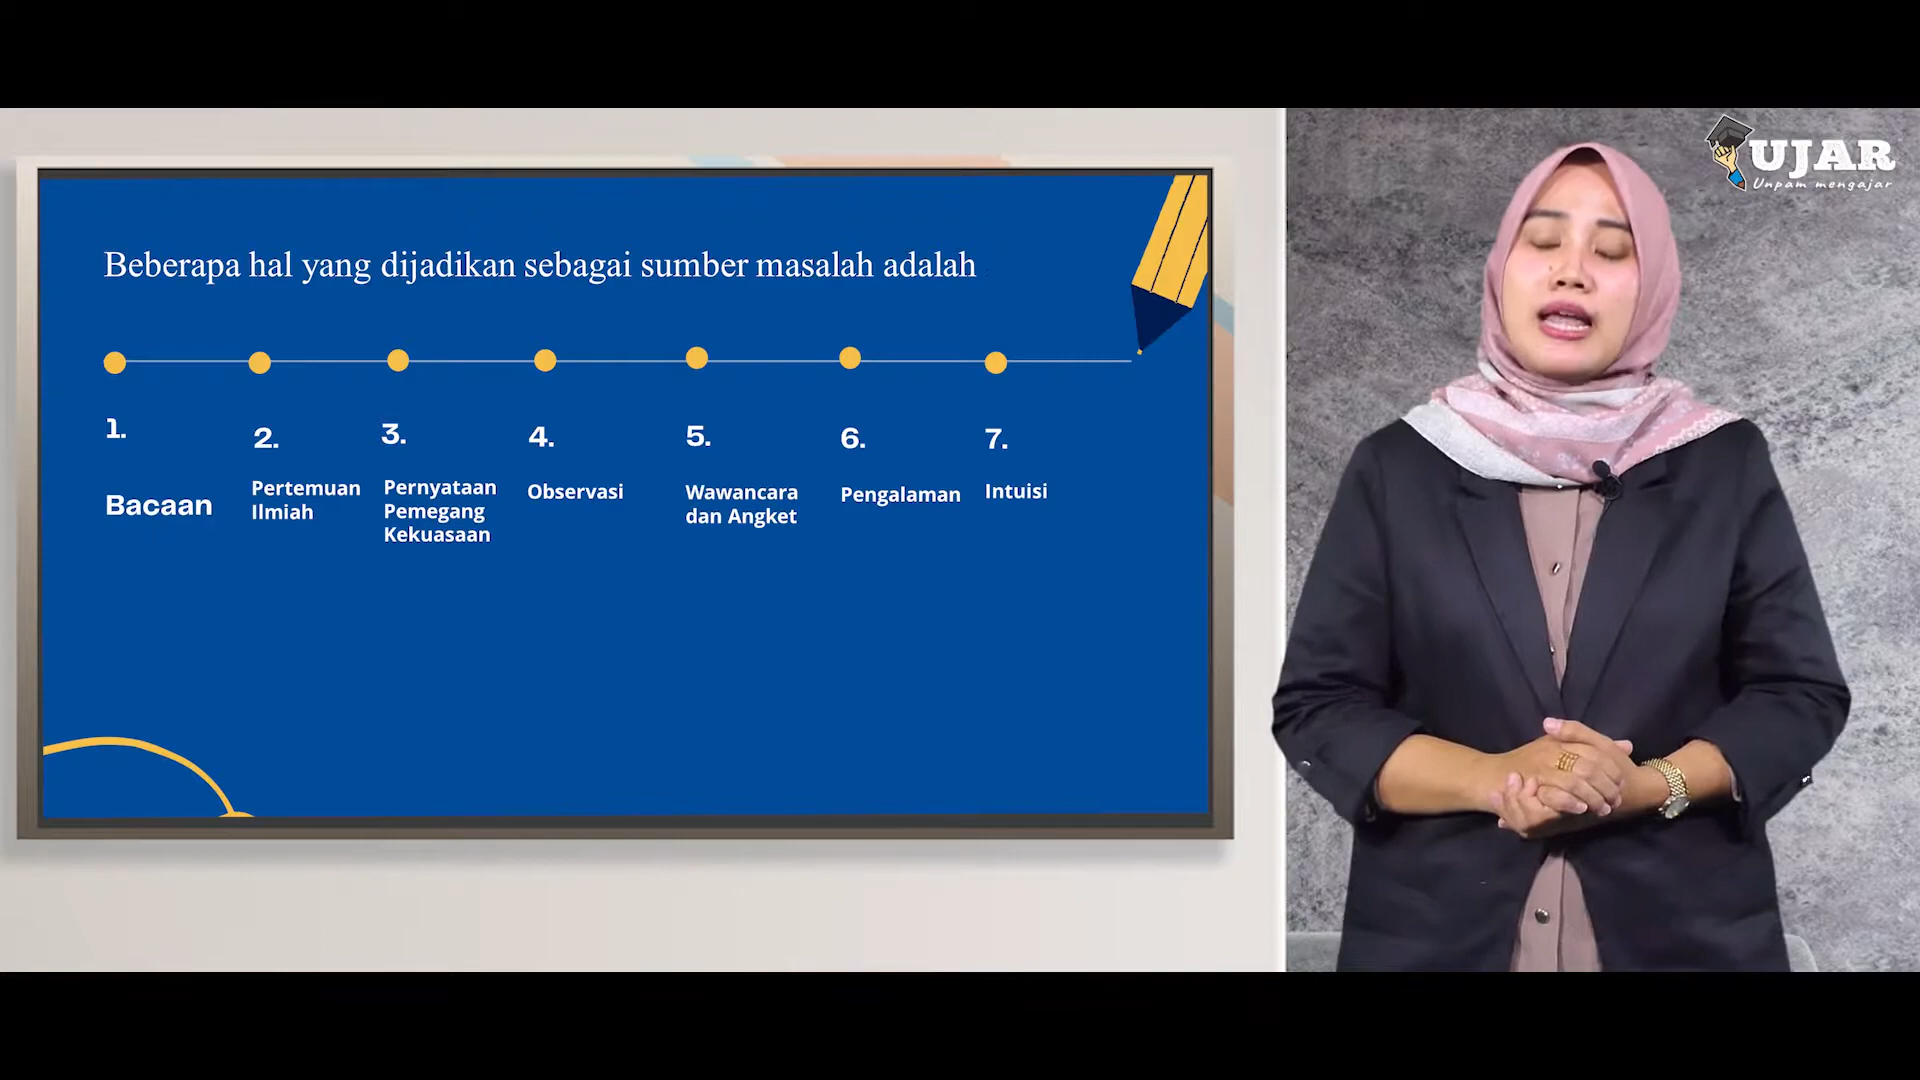 UJAR
Unpam mengajar
Beberapa hal yang dijadikan sebagai sumber masalah adalah
1.
Bacaan
2.
Pertemuan
Ilmiah
3.
Pernyataan
Pemegang
Kekuasaan
4.
Observasi
5.
Wawancara
dan Angket
6.
Pengalaman
7.
Intuisi